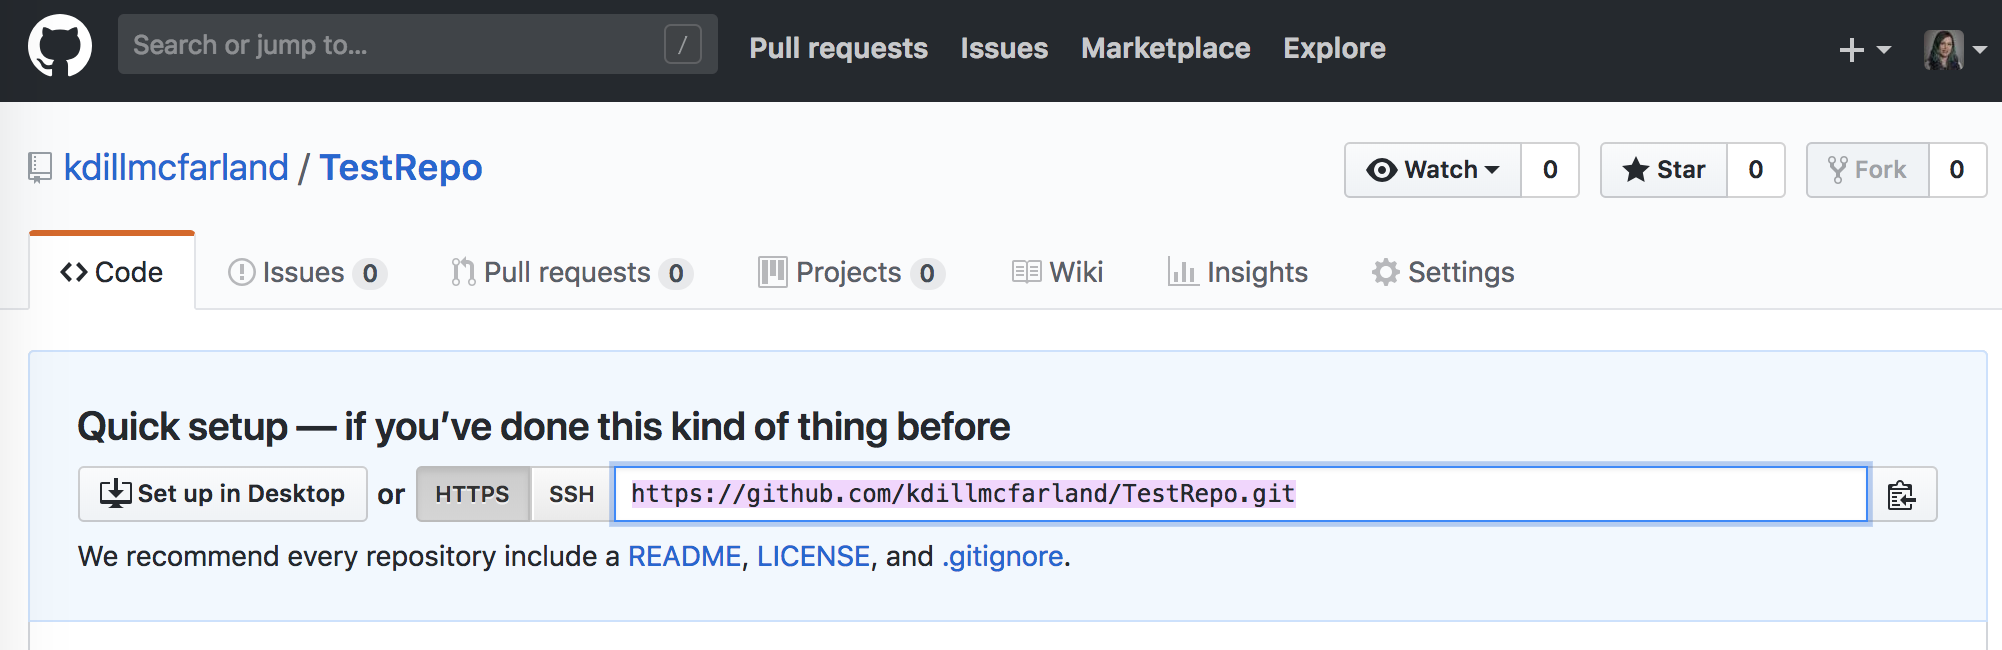 Search or jump to... /
Pull requests Issues Marketplace Explore
kdillmcfarland / TestRepo
Watch 0 Star 0 Fork 0
Code Issues 0 Pull requests 0 Projects 0 Wiki Insights Settings
Quick setup — if you’ve done this kind of thing before
Set up in Desktop or HTTPS SSH https://github.com/kdillmcfarland/TestRepo.git
We recommend every repository include a README, LICENSE, and .gitignore.